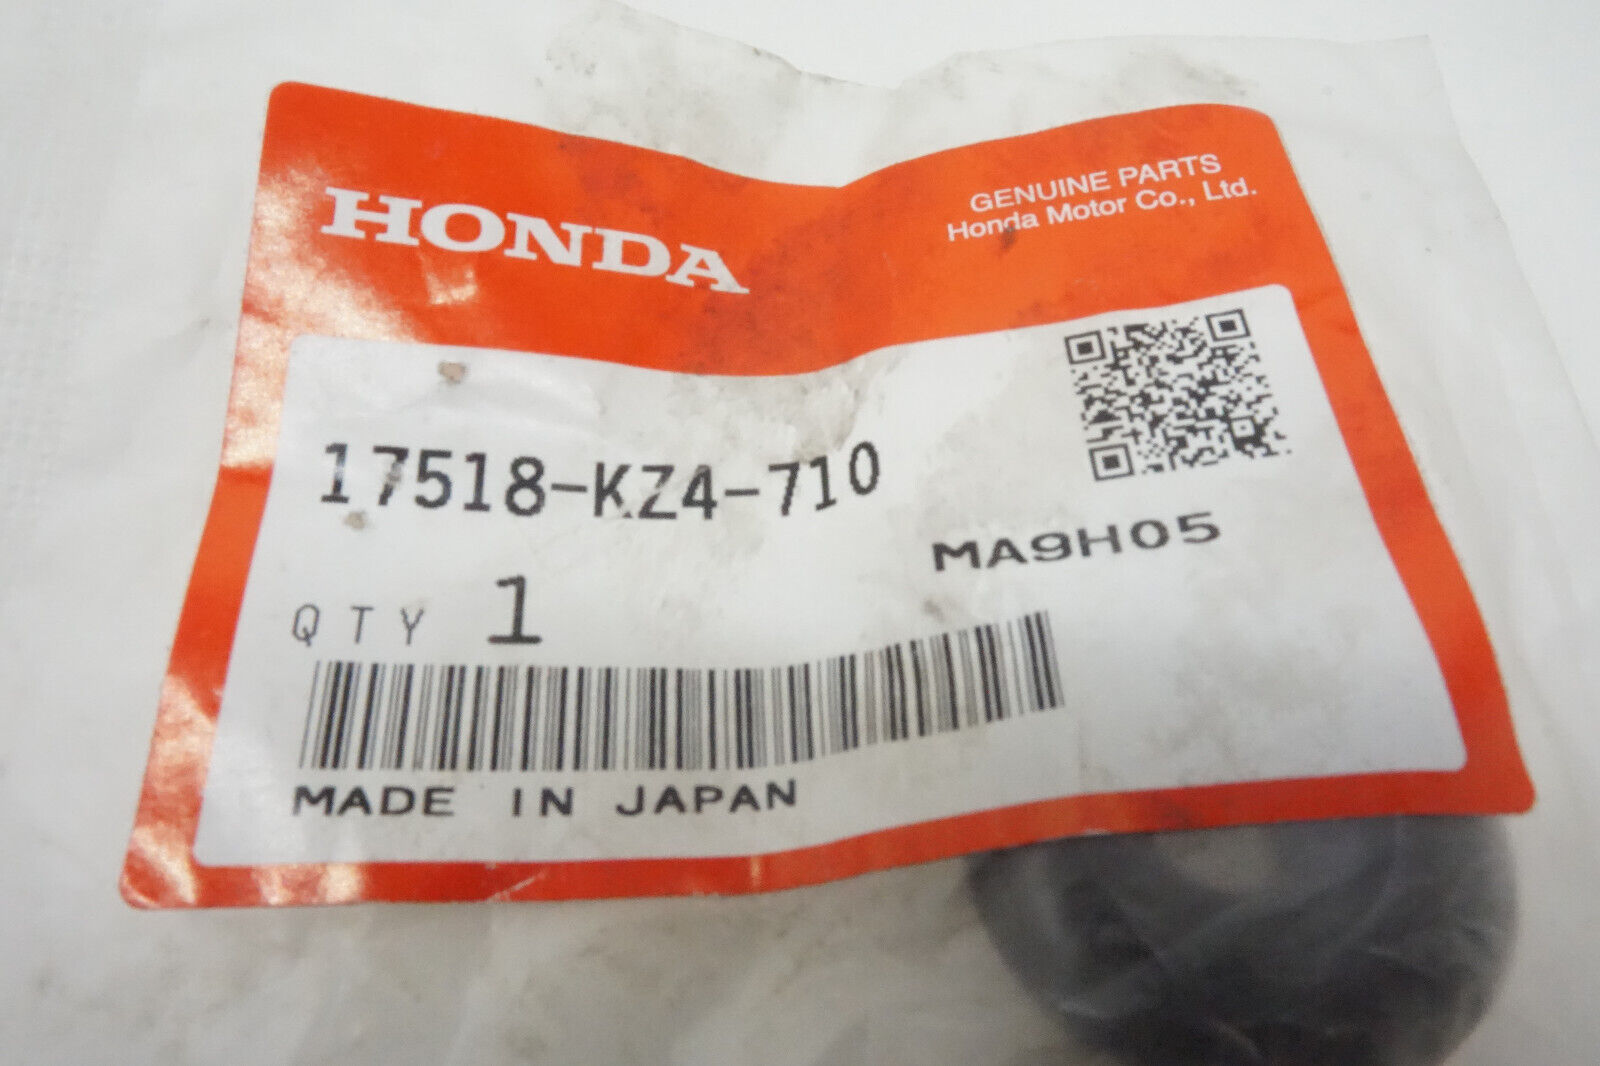 HONDA
GENUINE PARTS
Honda Motor Co., Ltd.
17518-KZ4-710
MA9H05
QTY 1
MADE IN JAPAN